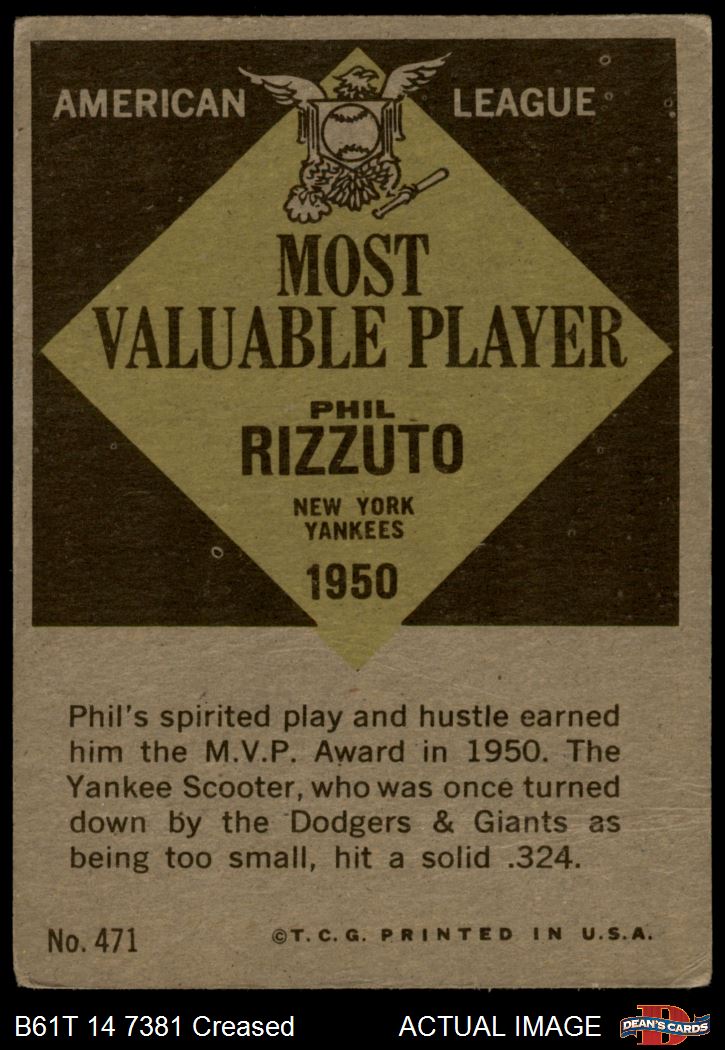 AMERICAN LEAGUE
MOST
VALUABLE PLAYER
PHIL
RIZZUTO
NEW YORK
YANKEES
1950
Phil's spirited play and hustle earned
him the M.V.P. Award in 1950. The
Yankee Scooter, who was once turned
down by the Dodgers & Giants as
being too small, hit a solid .324.
No. 471 ©T.C.G. PRINTED IN U.S.A.
B61T 14 7381 Creased ACTUAL IMAGE
D
DEAN'S CARDS